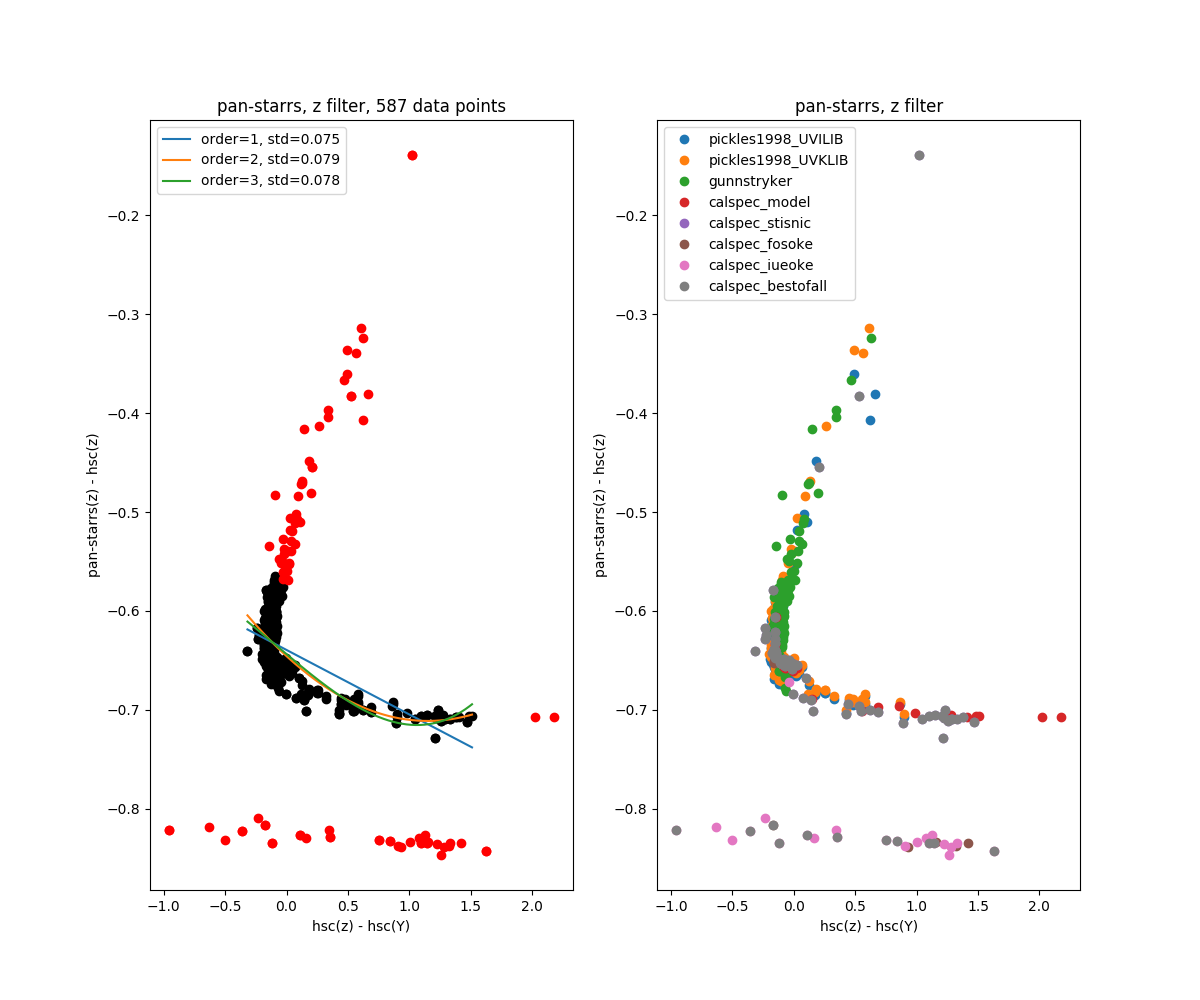 pan-starrs, z filter, 587 data points
order=1, std=0.075
order=2, std=0.079
order=3, std=0.078
pan-starrs(z) - hsc(z)
−0.2
−0.3
−0.4
−0.5
−0.6
−0.7
−0.8
−1.0 −0.5 0.0 0.5 1.0 1.5 2.0
hsc(z) - hsc(Y)
pan-starrs, z filter
pickles1998_UVILIB
pickles1998_UVKLIB
gunnstryker
calspec_model
calspec_stisnic
calspec_fosoke
calspec_iueoke
calspec_bestofall
pan-starrs(z) - hsc(z)
−0.2
−0.3
−0.4
−0.5
−0.6
−0.7
−0.8
−1.0 −0.5 0.0 0.5 1.0 1.5 2.0
hsc(z) - hsc(Y)